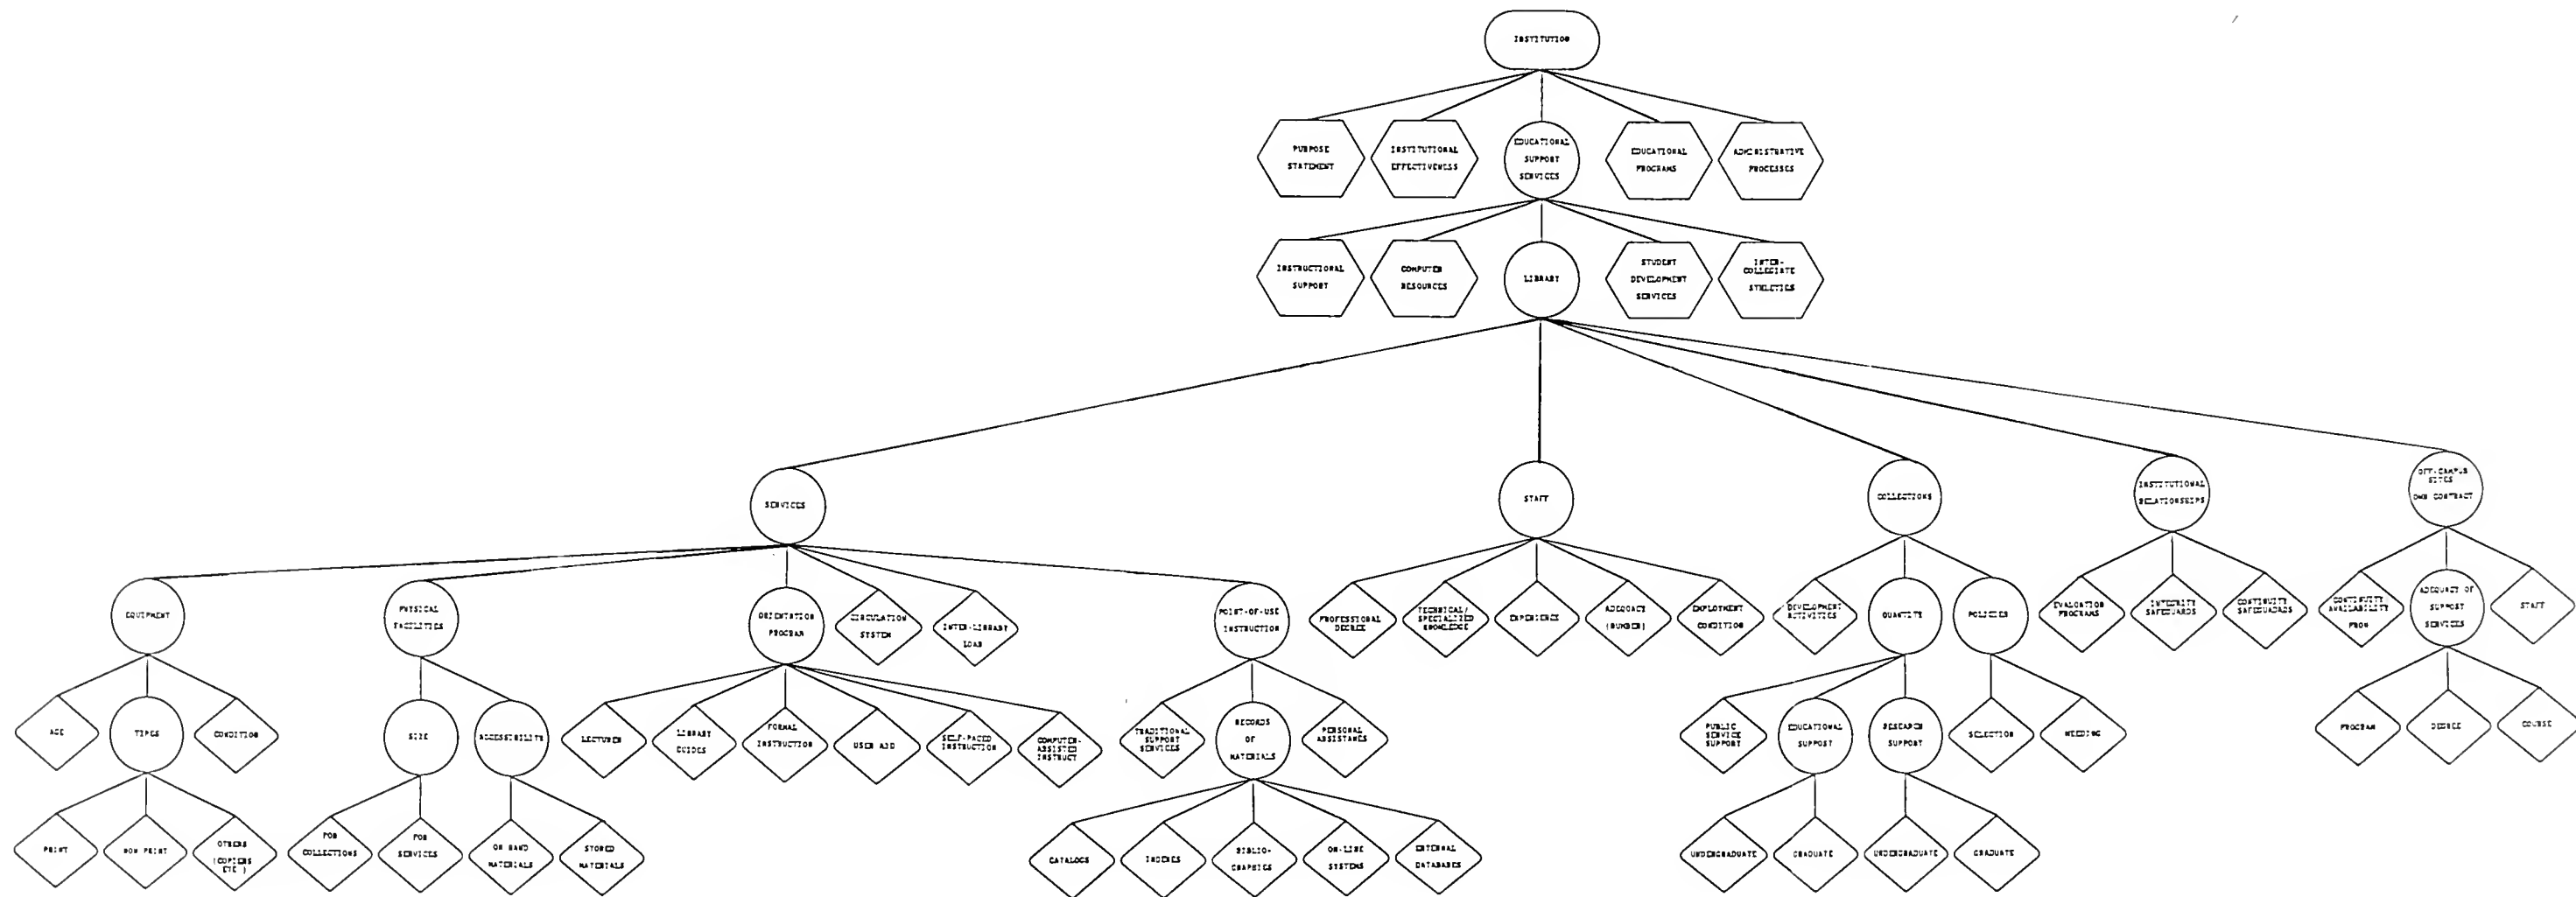 INSTITUTION
PURPOSE
STATEMENT
INSTITUTIONAL
EFFECTIVENESS
EDUCATIONAL
SUPPORT
SERVICES
EDUCATIONAL
PROGRAMS
ADMINISTRATIVE
PROCESSES
INSTRUCTIONAL
SUPPORT
COMPUTER
RESOURCES
LIBRARY
STUDENT
DEVELOPMENT
SERVICES
INTER-
COLLEGIATE
SERVICES
STAFF
COLLECTIONS
INSTITUTIONAL
RELATIONSHIPS
OFF-CAMPUS
SITES
CONTRACT
EQUIPMENT
PHYSICAL
FACILITIES
ORIENTATION
PROGRAM
CIRCULATION
SYSTEM
INTER-LIBRARY
LOAN
POINT-OF-USE
INSTRUCTION
PROFESSIONAL
DEGREE
TECHNICAL/
SPECIALIZED
KNOWLEDGE
EXPERIENCE
ADEQUACY
(NUMBER)
EMPLOYMENT
CONDITION
DEVELOPMENT
ACTIVITIES
QUANTITY
POLICIES
EVALUATION
PROGRAMS
INTEGRITY
SAFEGUARDS
CONTINUITY
CONTINUITY
AVAILABILITY
FROM
ADEQUACY OF
SUPPORT
SERVICES
STAFF
AGE
TYPES
CONDITION
SIZE
ACCESSIBILITY
LECTURES
LIBRARY
GUIDES
FORMAL
INSTRUCTION
USER AID
SELF-PACED
INSTRUCTION
COMPUTER-
ASSISTED
INSTRUCT
TRADITIONAL
SUPPORT
SERVICES
RECORDS
OF
MATERIALS
PERSONAL
PUBLIC
SERVICE
SUPPORT
EDUCATIONAL
SUPPORT
RESEARCH
SUPPORT
SELECTION
WEEDING
PROGRAM
DEGREE
COURSE
PRINT
NON PRINT
OTHERS
(COPIERS
ETC )
FOR
COLLECTIONS
FOR
SERVICES
ON HAND
MATERIALS
STORED
MATERIALS
CATALOGS
INDEXES
BIBLIO-
GRAPHICS
ON-LINE
SYSTEMS
EXTERNAL
DATABASES
UNDERGRADUATE
GRADUATE
UNDERGRADUATE
GRADUATE